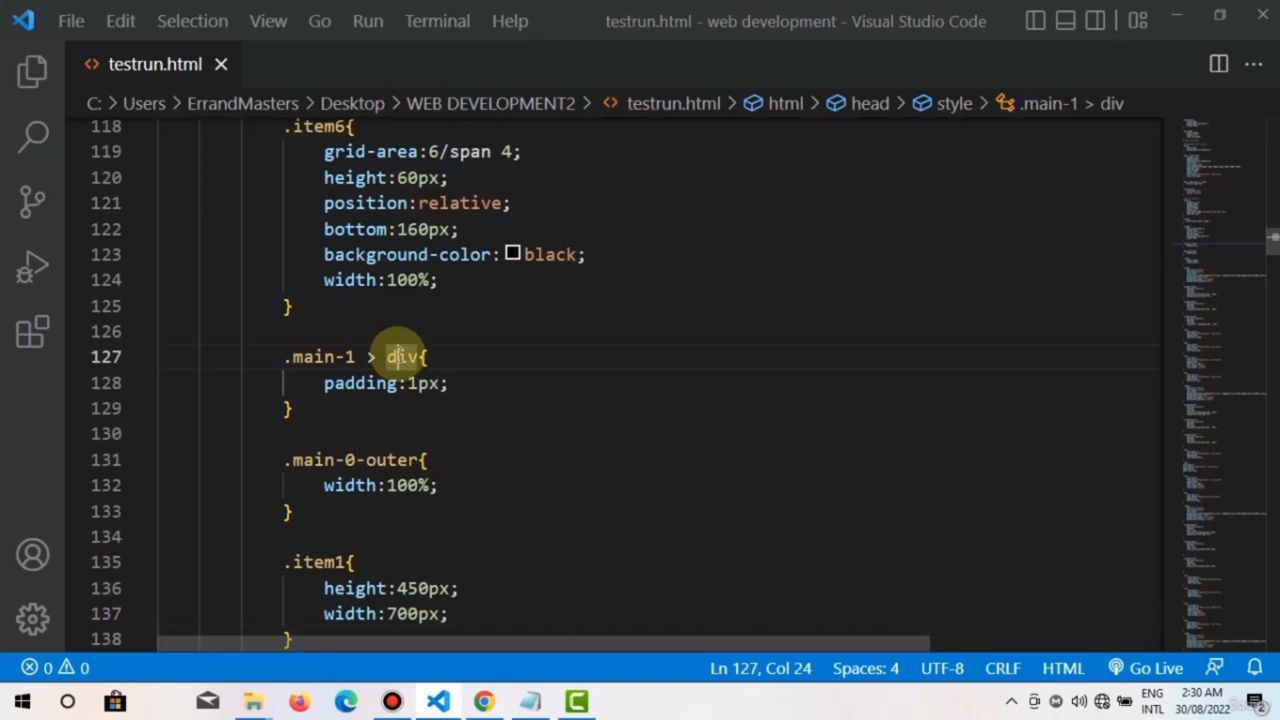 File Edit Selection View Go Run Terminal Help testrun.html - web development - Visual Studio Code
testrun.html
C: > Users > ErrandMasters > Desktop > WEB DEVELOPMENT2 > testrun.html > html > head > style > .main-1 > div
118 .item6{
119 grid-area:6/span 4;
120 height:60px;
121 position:relative;
122 bottom:160px;
123 background-color:black;
124 width:100%;
125 }
126
127 .main-1 > div{
128 padding:1px;
129 }
130
131 .main-0-outer{
132 width:100%;
133 }
134
135 .item1{
136 height:450px;
137 width:700px;
138 }
0 0 Ln 127, Col 24 Spaces: 4 UTF-8 CRLF HTML Go Live
ENG 2:30 AM
INTL 30/08/2022 2